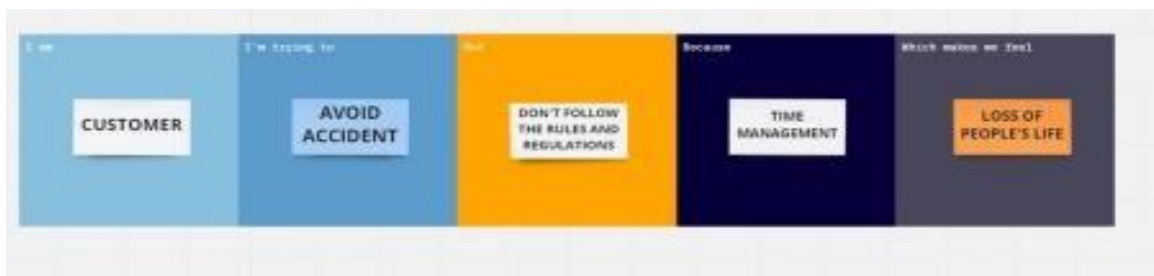 I am
CUSTOMER
I'm trying to
AVOID
ACCIDENT
But
DON'T FOLLOW
THE RULES AND
REGULATIONS
Because
TIME
MANAGEMENT
Which makes me feel
LOSS OF
PEOPLE'S LIFE